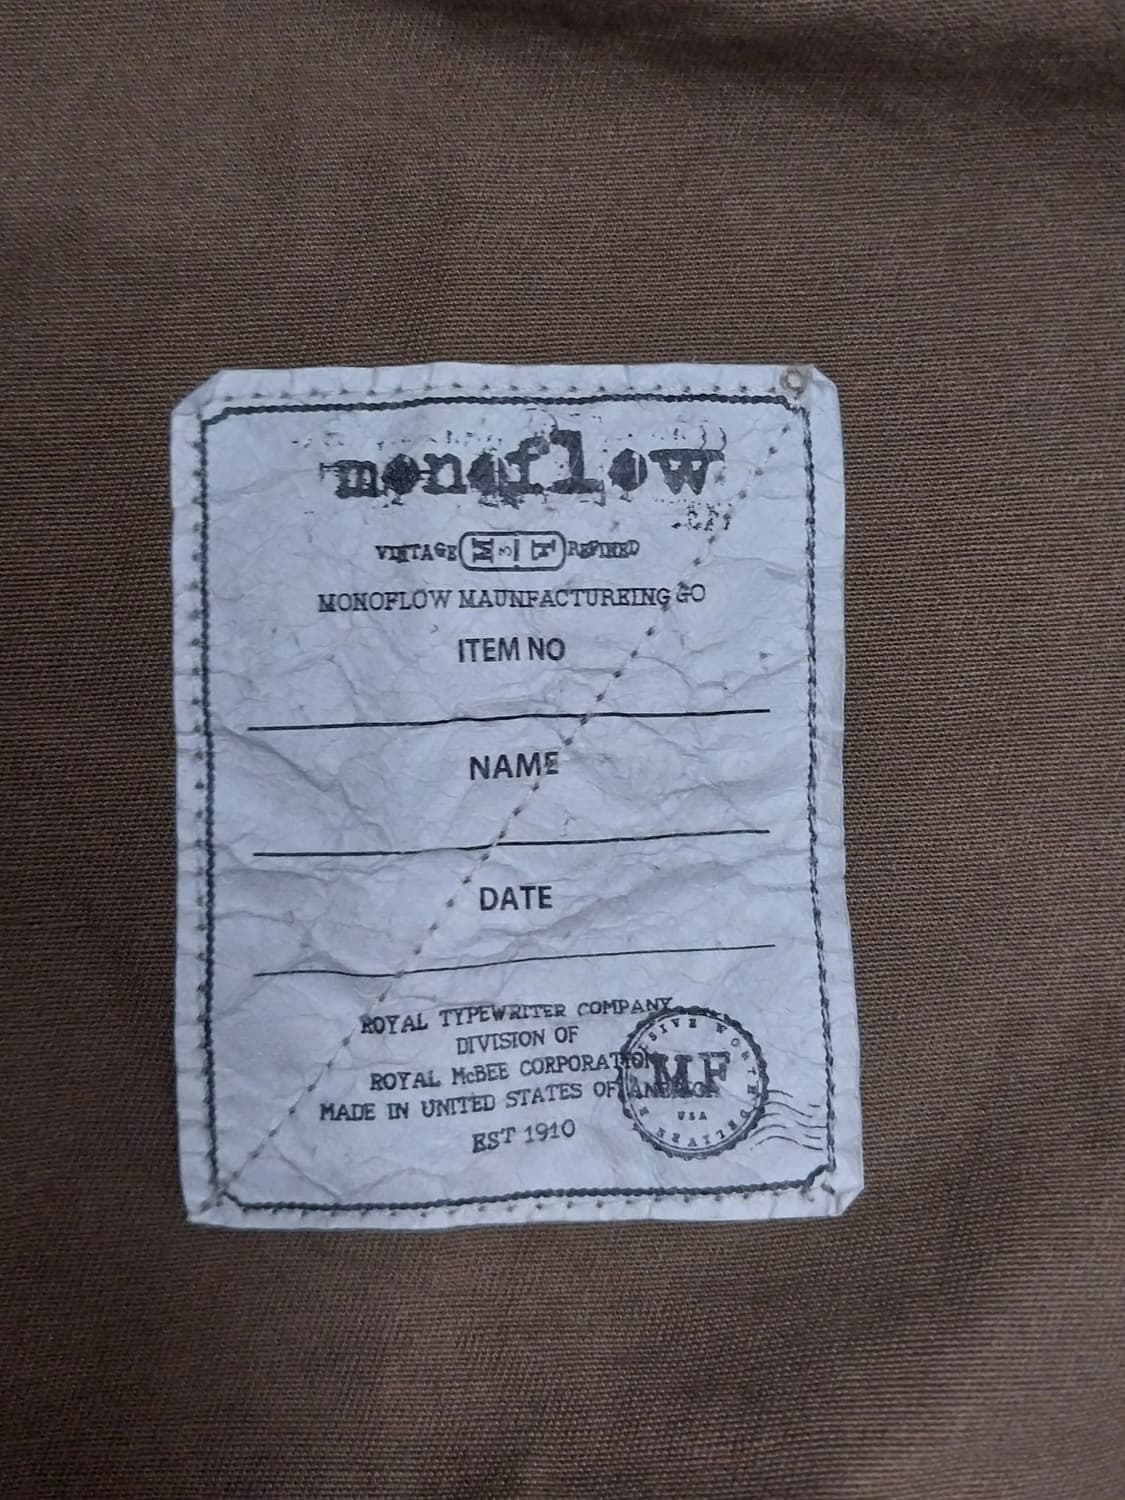 monoflow
VINTAGE REFINED
MONOFLOW MAUNFACTUREING GO
ITEM NO
NAME
DATE
ROYAL TYPEWRITER COMPANY
DIVISION OF
ROYAL McBEE CORPORATION
MADE IN UNITED STATES OF
EST 1910
MF
USA